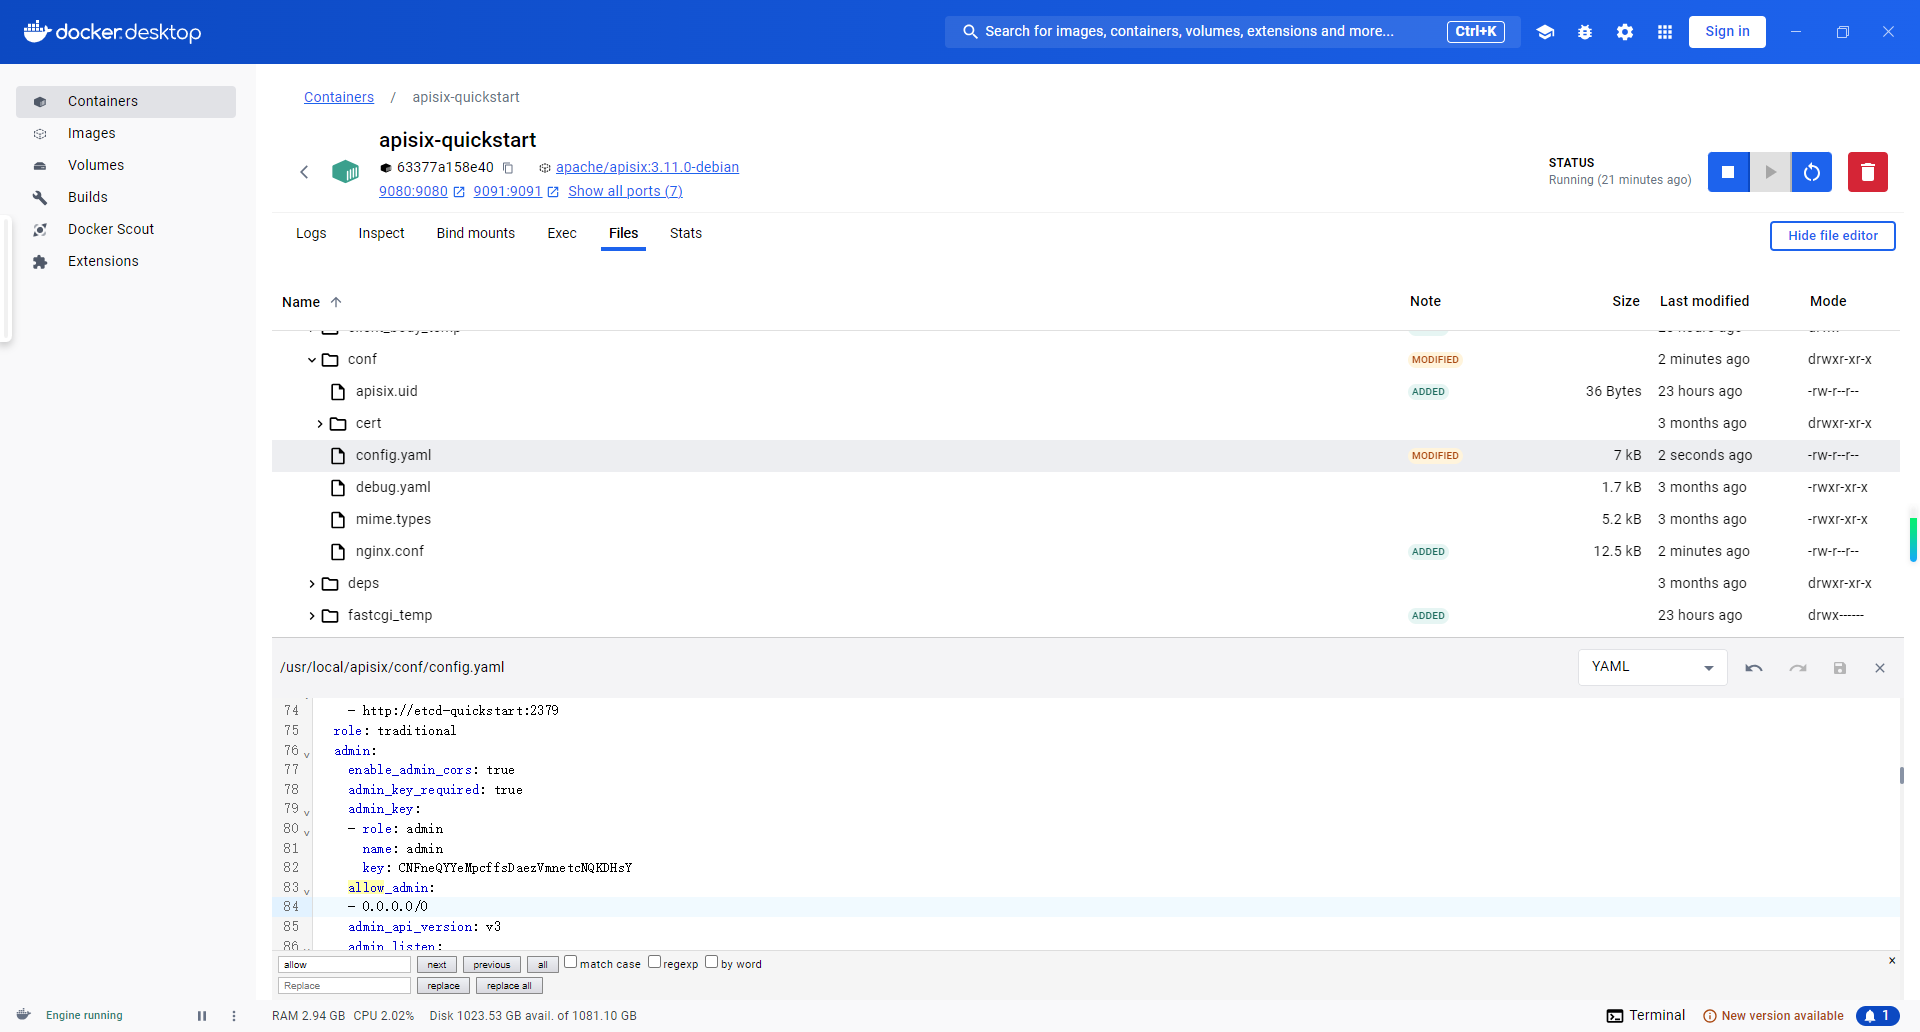 docker.desktop
Search for images, containers, volumes, extensions and more...
Ctrl+K
Sign in
Containers
Images
Volumes
Builds
Docker Scout
Extensions
Containers / apisix-quickstart
apisix-quickstart
63377a158e40 apache/apisix:3.11.0-debian
9080:9080 9091:9091 Show all ports (7)
STATUS
Running (21 minutes ago)
Logs Inspect Bind mounts Exec Files Stats
Hide file editor
Name Note Size Last modified Mode
conf MODIFIED 2 minutes ago drwxr-xr-x
apisix.uid ADDED 36 Bytes 23 hours ago -rw-r--r--
cert 3 months ago drwxr-xr-x
config.yaml MODIFIED 7 kB 2 seconds ago -rw-r--r--
debug.yaml 1.7 kB 3 months ago -rwxr-xr-x
mime.types 5.2 kB 3 months ago -rwxr-xr-x
nginx.conf ADDED 12.5 kB 2 minutes ago -rw-r--r--
deps 3 months ago drwxr-xr-x
fastcgi_temp ADDED 23 hours ago drwx------
/usr/local/apisix/conf/config.yaml
YAML
74 - http://etcd-quickstart:2379
75 role: traditional
76 admin:
77 enable_admin_cors: true
78 admin_key_required: true
79 admin_key:
80 - role: admin
81 name: admin
82 key: CNFneQYYeMpcffsDaezVmnetcNQKDHsY
83 allow_admin:
84 - 0.0.0.0/0
85 admin_api_version: v3
86 admin_listen:
allow next previous all match case regexp by word
Replace replace replace all
Engine running
RAM 2.94 GB CPU 2.02% Disk 1023.53 GB avail. of 1081.10 GB
Terminal
New version available
1